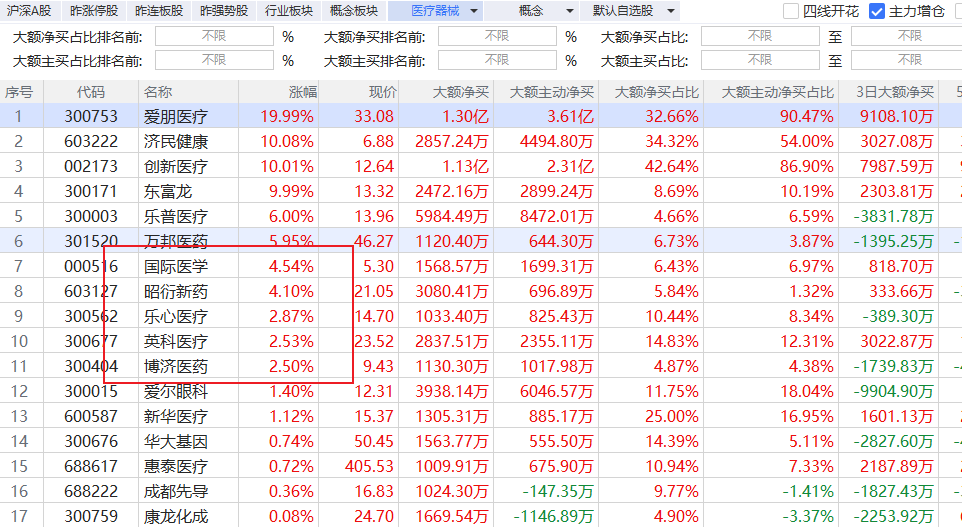 沪深A股 昨涨停股 昨连板股 昨强势股 行业板块 概念板块 医疗器械 概念 默认自选股 四线开花 主力增仓
大额净买占比排名前: 不限 % 大额净买排名前: 不限 % 大额净买占比: 不限 至 不限
大额主买占比排名前: 不限 % 大额主买排名前: 不限 % 大额主买占比: 不限 至 不限
序号 代码 名称 涨幅 现价 大额净买 大额主动净买 大额净买占比 大额主动净买占比 3日大额净买 5
1 300753 爱朋医疗 19.99% 33.08 1.30亿 3.61亿 32.66% 90.47% 9108.10万
2 603222 济民健康 10.08% 6.88 2857.24万 4494.80万 34.32% 54.00% 3027.08万
3 002173 创新医疗 10.01% 12.64 1.13亿 2.31亿 42.64% 86.90% 7987.59万
4 300171 东富龙 9.99% 13.32 2472.16万 2899.24万 8.69% 10.19% 2303.81万
5 300003 乐普医疗 6.00% 13.96 5984.49万 8472.01万 4.66% 6.59% -3831.78万
6 301520 万邦医药 5.95% 46.27 1120.40万 644.30万 6.73% 3.87% -1395.25万
7 000516 国际医学 4.54% 5.30 1568.57万 1699.31万 6.43% 6.97% 818.70万
8 603127 昭衍新药 4.10% 21.05 3080.41万 696.89万 5.84% 1.32% 333.66万
9 300562 乐心医疗 2.87% 14.70 1033.40万 825.43万 10.44% 8.34% -389.30万
10 300677 英科医疗 2.53% 23.52 2837.51万 2355.11万 14.83% 12.31% 3022.87万
11 300404 博济医药 2.50% 9.43 1130.30万 1017.98万 4.87% 4.38% -1739.83万
12 300015 爱尔眼科 1.40% 12.31 3938.14万 6046.57万 11.75% 18.04% -9904.90万
13 600587 新华医疗 1.12% 15.37 1305.31万 885.17万 25.00% 16.95% 1601.13万
14 300676 华大基因 0.74% 50.45 1563.77万 555.50万 14.39% 5.11% -2827.60万
15 688617 惠泰医疗 0.72% 405.53 1009.91万 675.90万 10.94% 7.33% 2187.89万
16 688222 成都先导 0.36% 16.83 1024.30万 -147.35万 9.77% -1.41% -1827.43万
17 300759 康龙化成 0.08% 24.70 1669.54万 -1146.89万 4.90% -3.37% -2253.92万